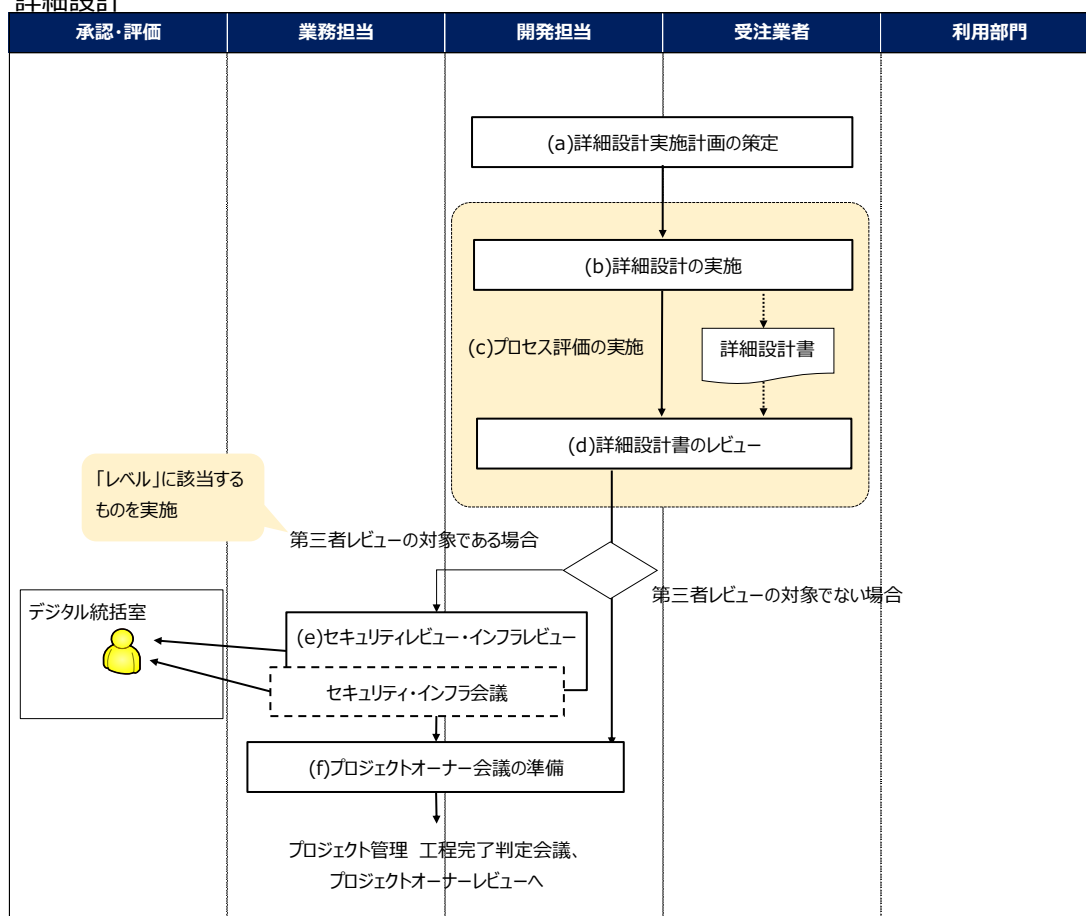 詳細設計
承認・評価
業務担当
開発担当
受注業者
利用部門
(a)詳細設計実施計画の策定
(b)詳細設計の実施
(c)プロセス評価の実施
詳細設計書
(d)詳細設計書のレビュー
「レベル」に該当する
ものを実施
第三者レビューの対象である場合
第三者レビューの対象でない場合
デジタル統括室
(e)セキュリティレビュー・インフラレビュー
セキュリティ・インフラ会議
(f)プロジェクトオーナー会議の準備
プロジェクト管理 工程完了判定会議、
プロジェクトオーナーレビューへ